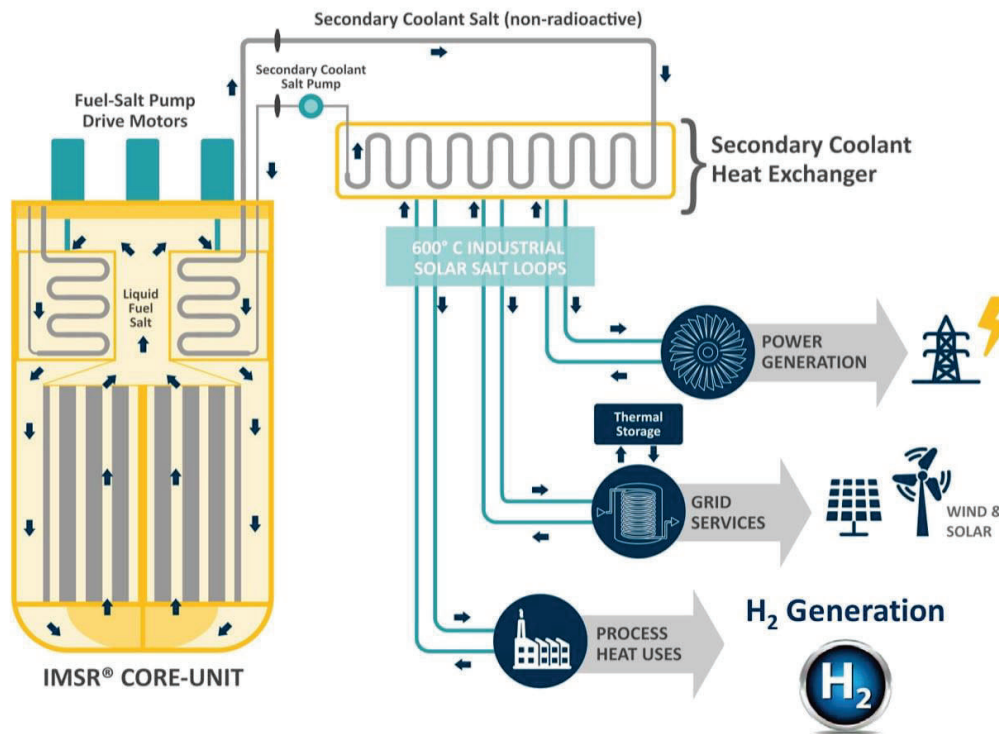 Secondary Coolant Salt (non-radioactive)
Secondary Coolant
Salt Pump
Fuel-Salt Pump
Drive Motors
Secondary Coolant
Heat Exchanger
600° C INDUSTRIAL
SOLAR SALT LOOPS
Liquid
Fuel
Salt
POWER
GENERATION
Thermal
Storage
GRID
SERVICES
WIND &
SOLAR
H₂ Generation
PROCESS
HEAT USES
H₂
IMSR® CORE-UNIT